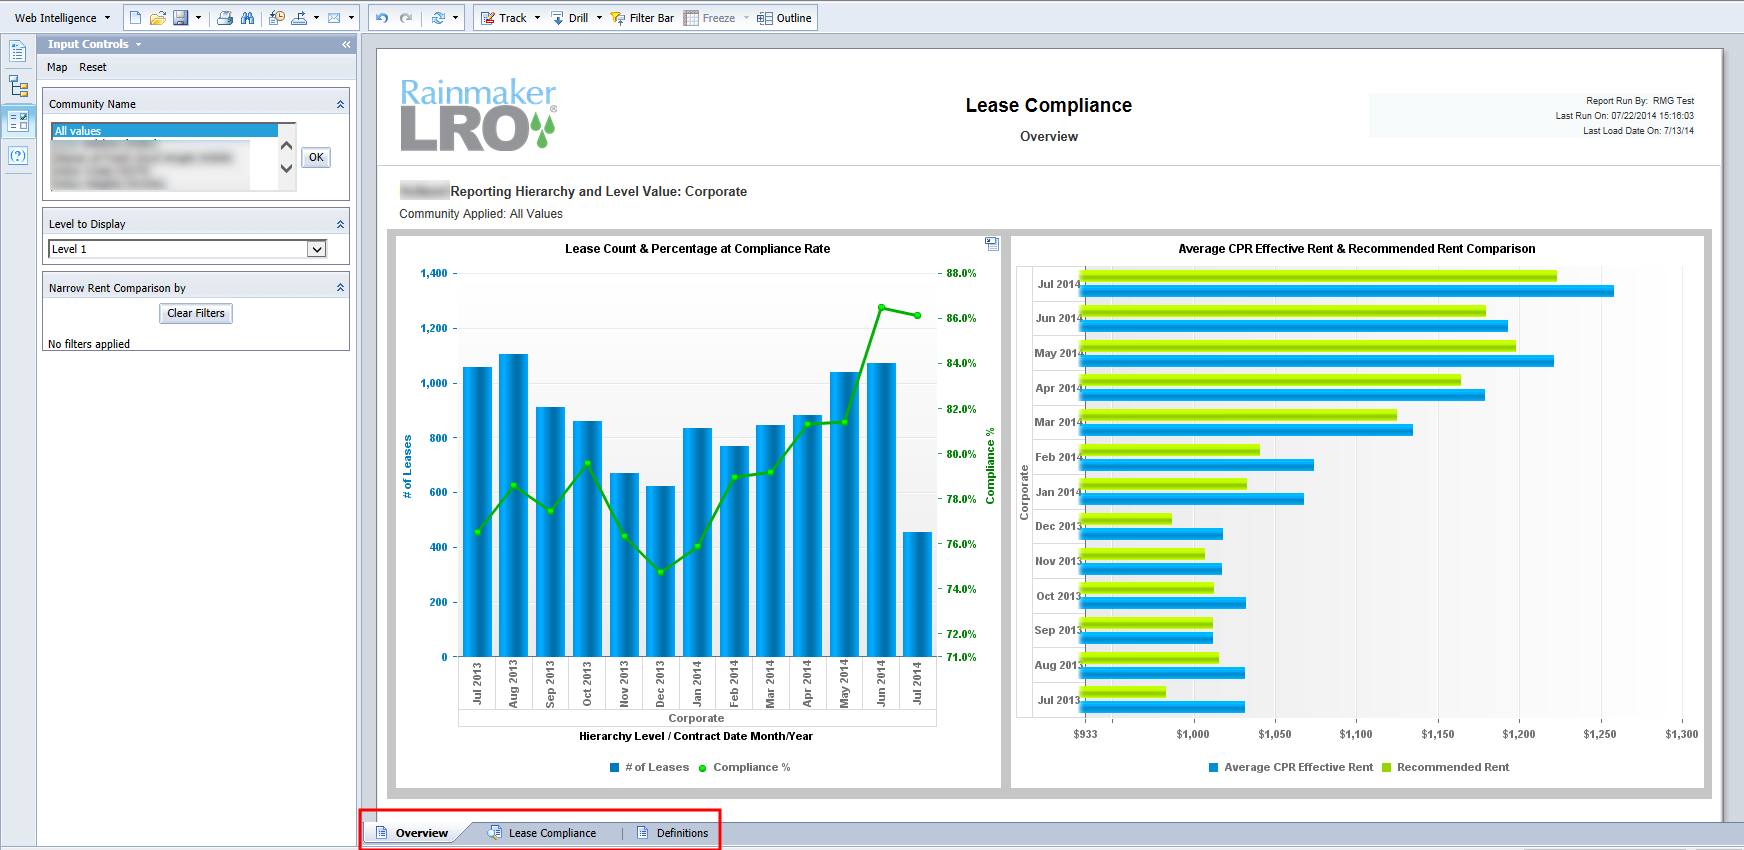 Web Intelligence
Track
Drill
Filter Bar
Freeze
Outline
Input Controls
Map Reset
Community Name
All values
OK
Level to Display
Level 1
Narrow Rent Comparison by
Clear Filters
No filters applied
Rainmaker
LRO®
Lease Compliance
Overview
Report Run By: RMG Test
Last Run On: 07/22/2014 15:16:03
Last Load Date On: 7/13/14
Reporting Hierarchy and Level Value: Corporate
Community Applied: All Values
Lease Count & Percentage at Compliance Rate
1,400
1,200
1,000
800
600
400
200
0
# of Leases
88.0%
86.0%
84.0%
82.0%
80.0%
78.0%
76.0%
74.0%
72.0%
71.0%
Compliance %
Jul 2013
Aug 2013
Sep 2013
Oct 2013
Nov 2013
Dec 2013
Jan 2014
Feb 2014
Mar 2014
Apr 2014
May 2014
Jun 2014
Jul 2014
Corporate
Hierarchy Level / Contract Date Month/Year
# of Leases Compliance %
Average CPR Effective Rent & Recommended Rent Comparison
Corporate
Jul 2014
Jun 2014
May 2014
Apr 2014
Mar 2014
Feb 2014
Jan 2014
Dec 2013
Nov 2013
Oct 2013
Sep 2013
Aug 2013
Jul 2013
$933 $1,000 $1,050 $1,100 $1,150 $1,200 $1,250 $1,300
Average CPR Effective Rent Recommended Rent
Overview
Lease Compliance
Definitions